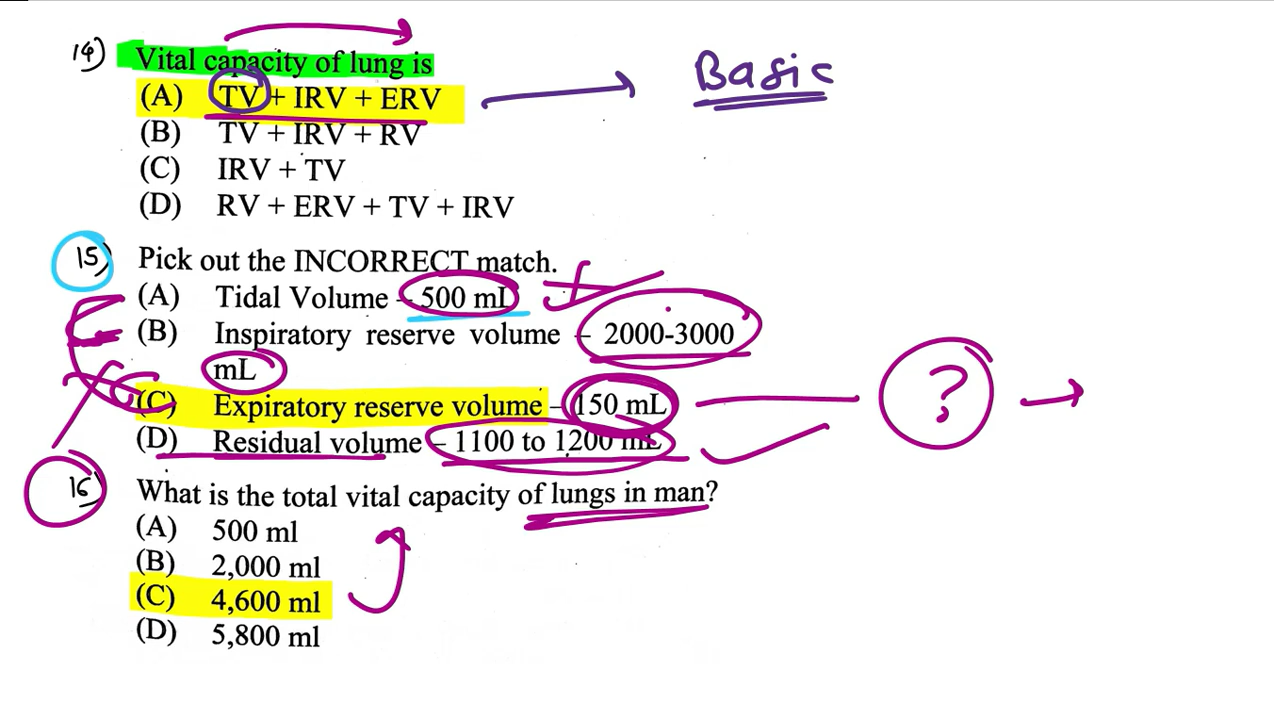 14) Vital capacity of lung is
(A) TV + IRV + ERV → Basic
(B) TV + IRV + RV
(C) IRV + TV
(D) RV + ERV + TV + IRV
15) Pick out the INCORRECT match.
(A) Tidal Volume – 500 mL
(B) Inspiratory reserve volume – 2000-3000
mL
(C) Expiratory reserve volume – 150 mL ?
(D) Residual volume – 1100 to 1200 mL
16) What is the total vital capacity of lungs in man?
(A) 500 ml
(B) 2,000 ml
(C) 4,600 ml
(D) 5,800 ml